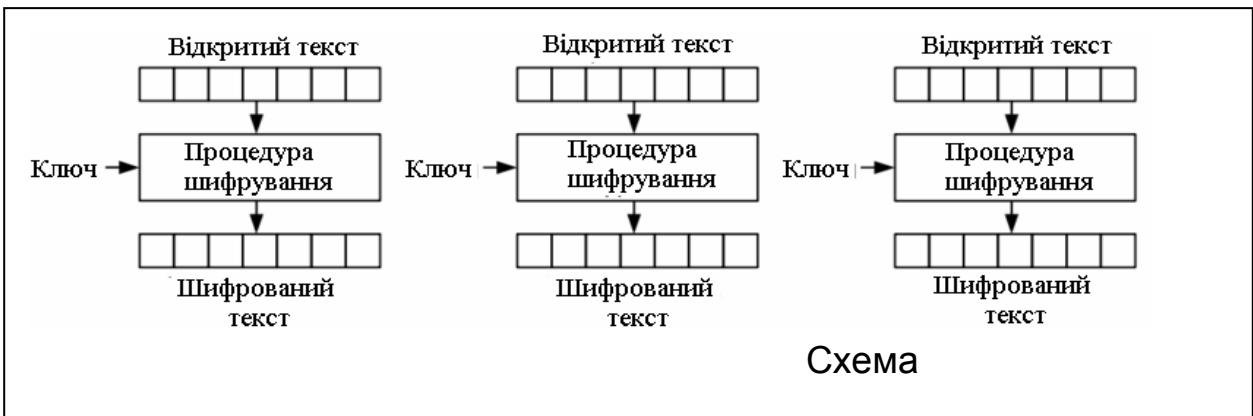 Відкритий текст
Ключ
Процедура
шифрування
Шифрований
текст
Відкритий текст
Ключ
Процедура
шифрування
Шифрований
текст
Відкритий текст
Ключ
Процедура
шифрування
Шифрований
текст
Схема